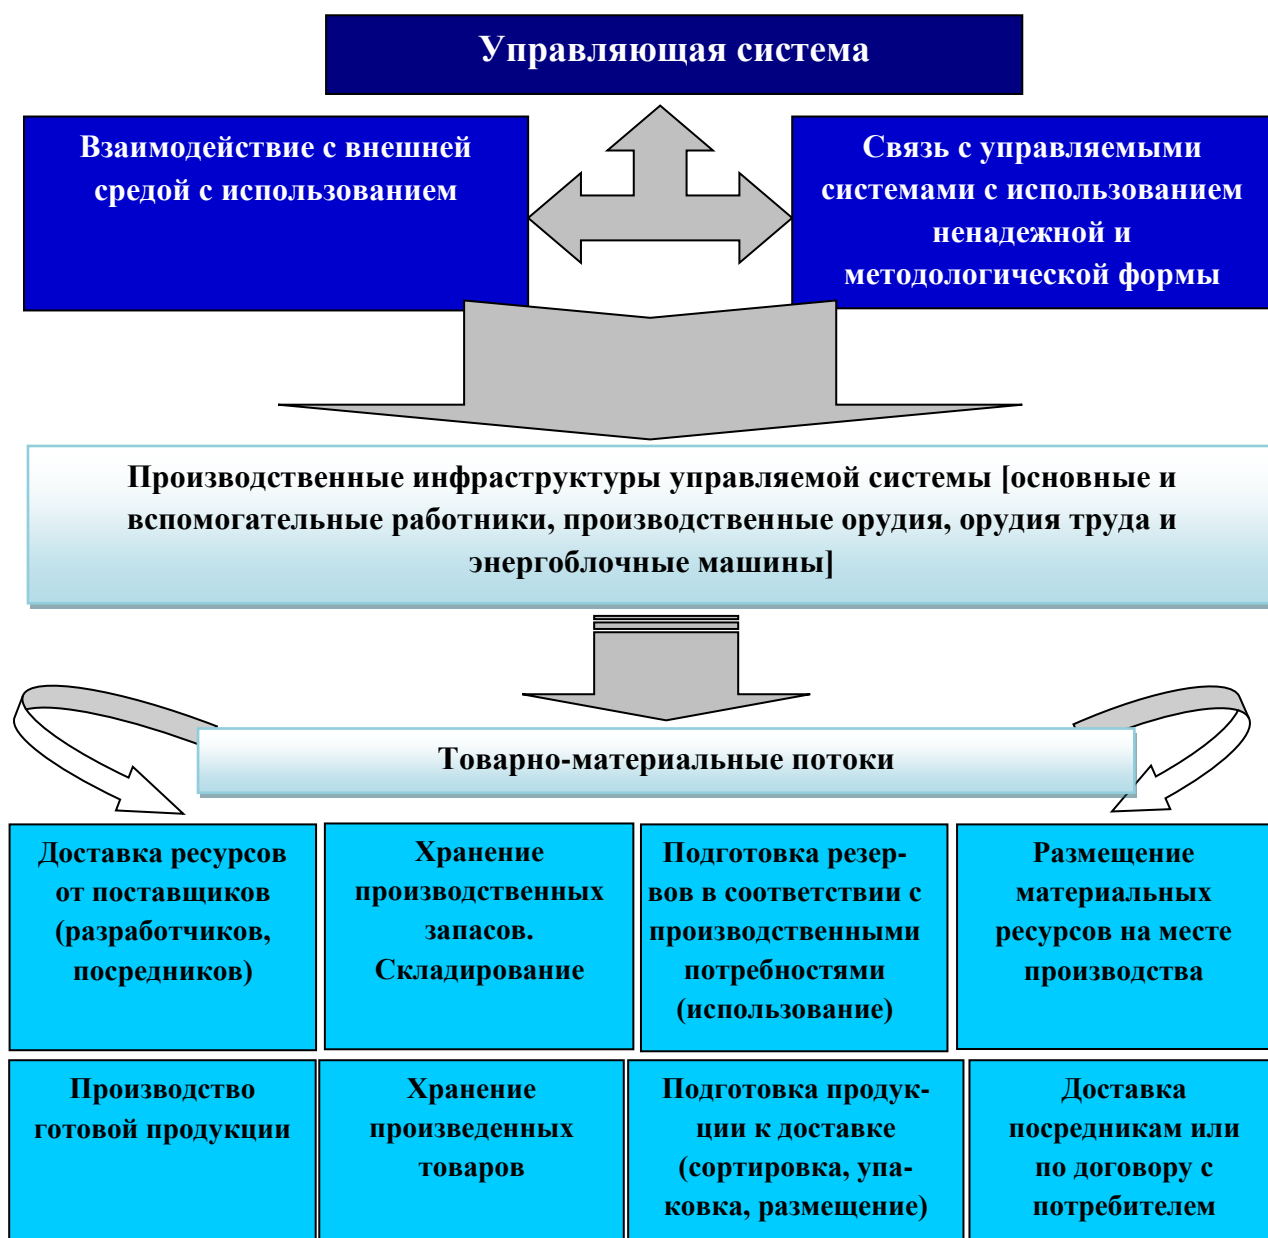 Управляющая система
Взаимодействие с внешней
средой с использованием
Связь с управляемыми
системами с использованием
ненадежной и
методологической формы
Производственные инфраструктуры управляемой системы [основные и
вспомогательные работники, производственные орудия, орудия труда и
энергоблочные машины]
Товарно-материальные потоки
Доставка ресурсов
от поставщиков
(разработчиков,
посредников)
Хранение
производственных
запасов.
Складирование
Подготовка резер-
вов в соответствии с
производственными
потребностями
(использование)
Размещение
материальных
ресурсов на месте
производства
Производство
готовой продукции
Хранение
произведенных
товаров
Подготовка продук-
ции к доставке
(сортировка, упа-
ковка, размещение)
Доставка
посредникам или
по договору с
потребителем